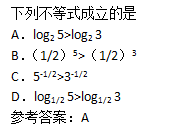 下列不等式成立的是
A．log₂ 5>log₂ 3
B．（1/2）⁵>（1/2）³
C．5⁻¹/²>3⁻¹/²
D．log₁/₂ 5>log₁/₂ 3
参考答案：A